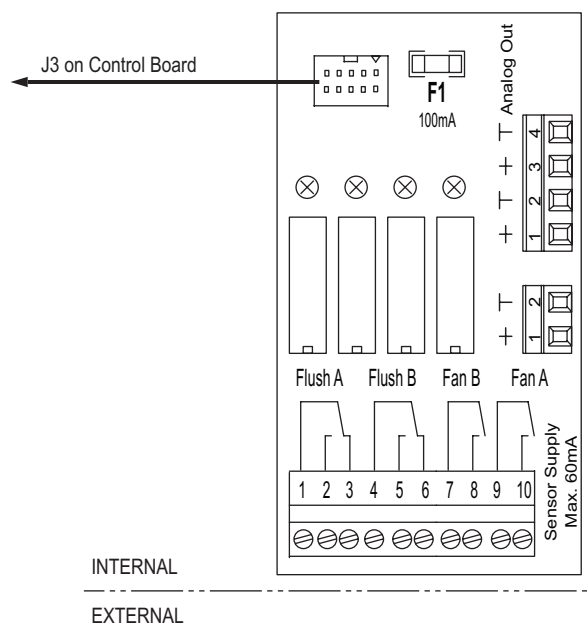 J3 on Control Board
F1
100mA
Analog Out
4
3
2
1
2
1
Flush A Flush B Fan B Fan A
1 2 3 4 5 6 7 8 9 10
Sensor Supply
Max. 60mA
INTERNAL
EXTERNAL